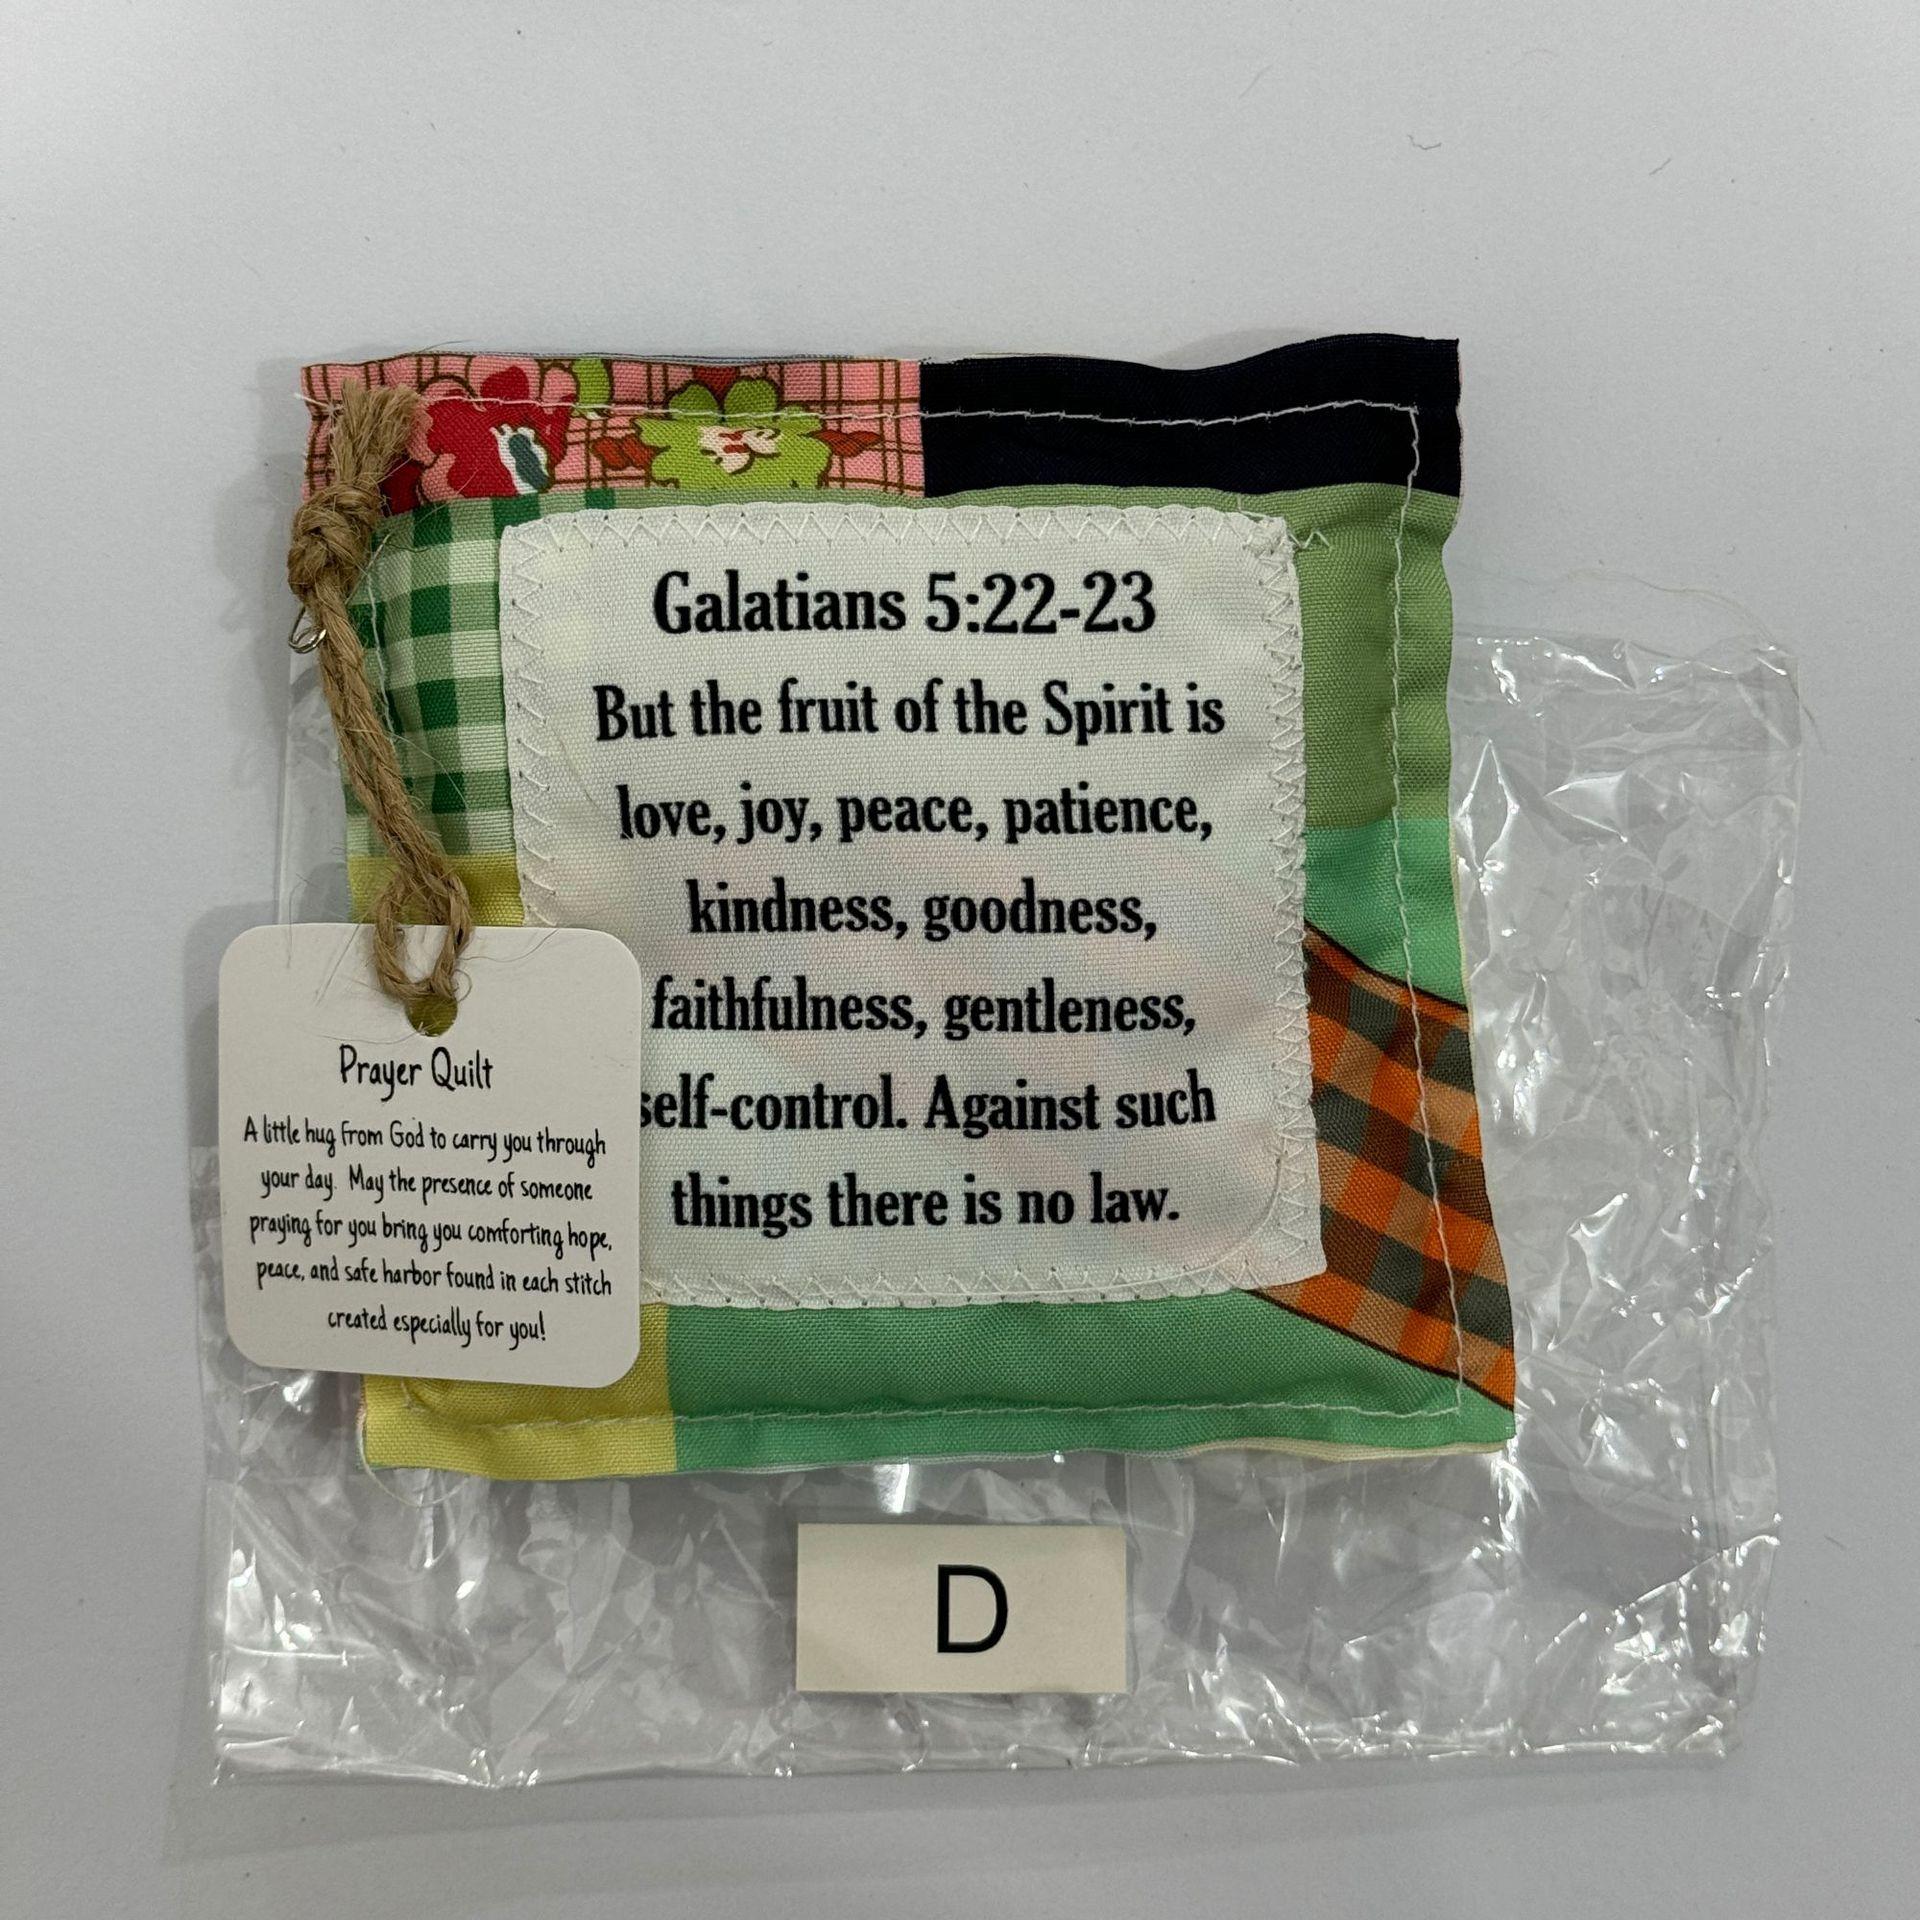 Galatians 5:22-23
But the fruit of the Spirit is
love, joy, peace, patience,
kindness, goodness,
faithfulness, gentleness,
self-control. Against such
things there is no law.
Prayer Quilt
A little hug from God to carry you through
your day. May the presence of someone
praying for you bring you comforting hope,
peace, and safe harbor found in each stitch
created especially for you!
D